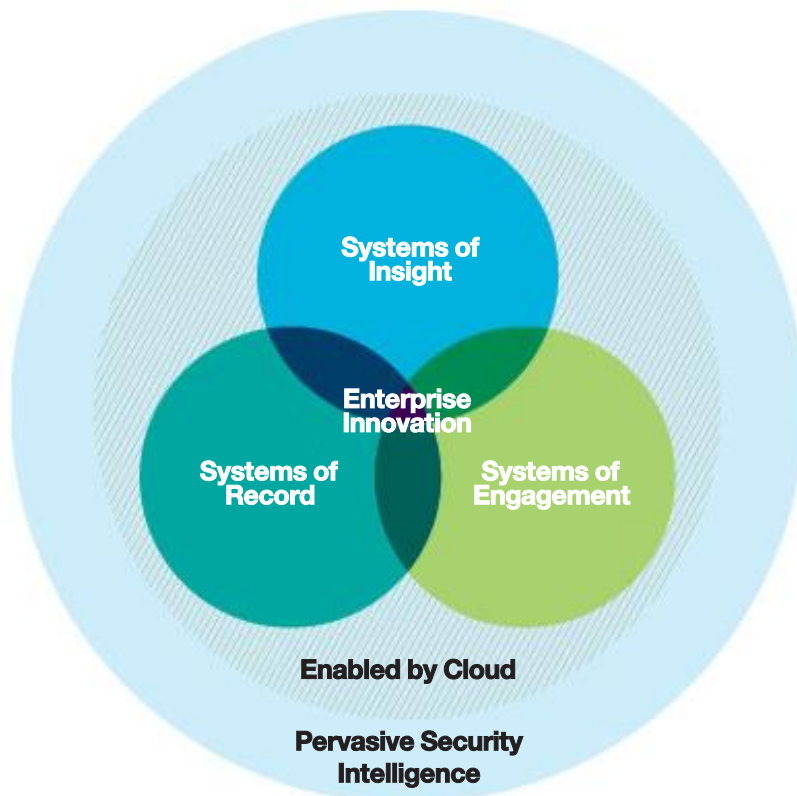 Systems of
Insight
Enterprise
Innovation
Systems of
Record
Systems of
Engagement
Enabled by Cloud
Pervasive Security
Intelligence